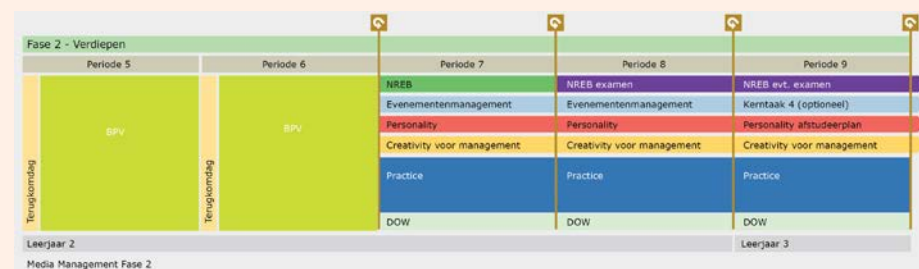 Fase 2 - Verdiepen
Periode 5
Periode 6
Periode 7
Periode 8
Periode 9
Terugkomdag
BPV
Terugkomdag
BPV
NREB
NREB examen
NREB evt. examen
Evenementenmanagement
Evenementenmanagement
Kerntaak 4 (optioneel)
Personality
Personality
Personality afstudeerplan
Creativity voor management
Creativity voor management
Creativity voor management
Practice
Practice
Practice
DOW
DOW
DOW
Leerjaar 2
Leerjaar 3
Media Management Fase 2